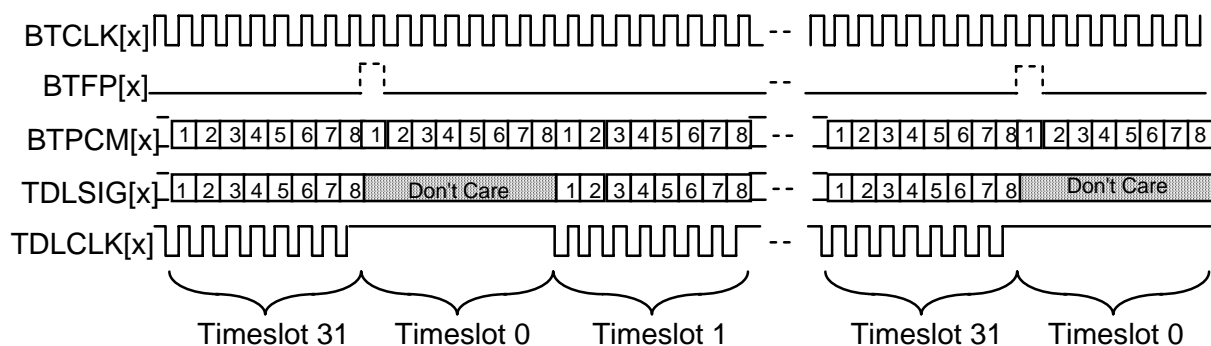 BTCLK[x] --
BTFP[x] --
BTPCM[x] 1 2 3 4 5 6 7 8 1 2 3 4 5 6 7 8 1 2 3 4 5 6 7 8 -- 1 2 3 4 5 6 7 8 1 2 3 4 5 6 7 8
TDLSIG[x] 1 2 3 4 5 6 7 8 Don't Care 1 2 3 4 5 6 7 8 -- 1 2 3 4 5 6 7 8 Don't Care
TDLCLK[x] --
Timeslot 31 Timeslot 0 Timeslot 1 Timeslot 31 Timeslot 0